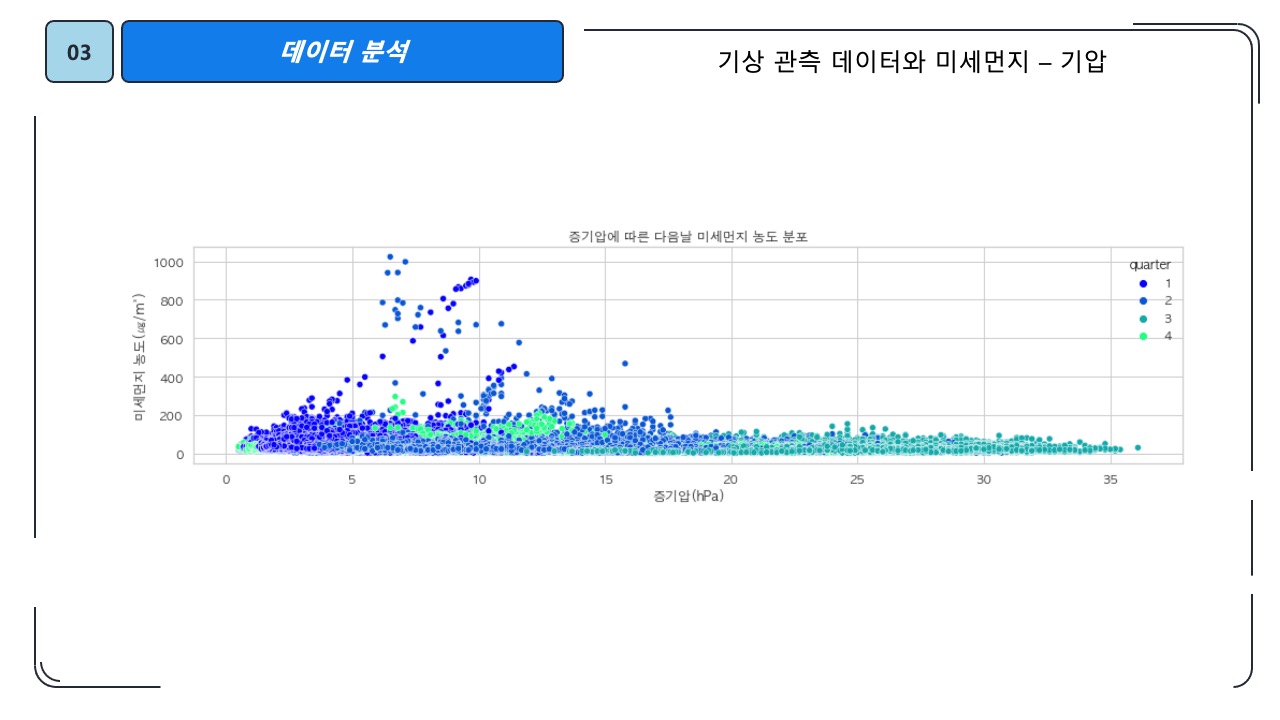 03
데이터 분석
기상 관측 데이터와 미세먼지 – 기압
증기압에 따른 다음날 미세먼지 농도 분포
미세먼지 농도(㎍/m³)
1000
800
600
400
200
0
quarter
1
2
3
4
0 5 10 15 20 25 30 35
증기압(hPa)